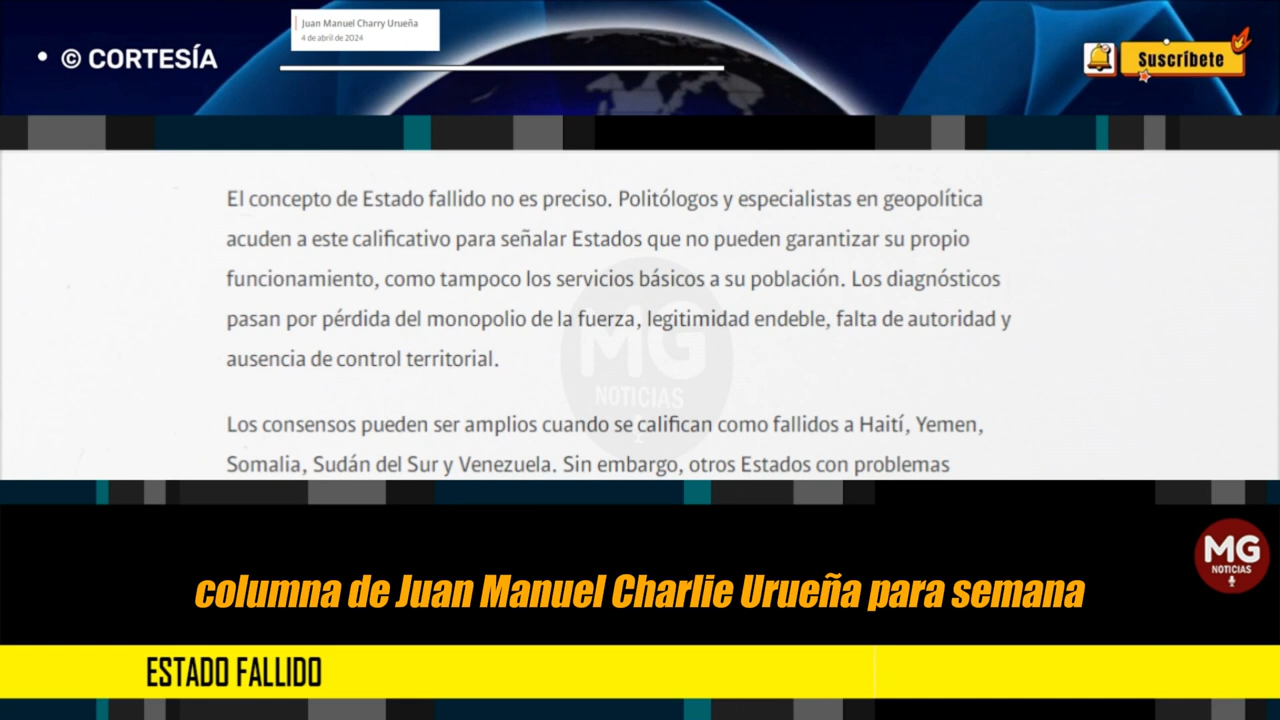 Juan Manuel Charry Urueña
4 de abril de 2024
• © CORTESÍA
Suscríbete
El concepto de Estado fallido no es preciso. Politólogos y especialistas en geopolítica
acuden a este calificativo para señalar Estados que no pueden garantizar su propio
funcionamiento, como tampoco los servicios básicos a su población. Los diagnósticos
pasan por pérdida del monopolio de la fuerza, legitimidad endeble, falta de autoridad y
ausencia de control territorial.
MG
NOTICIAS
Los consensos pueden ser amplios cuando se califican como fallidos a Haití, Yemen,
Somalia, Sudán del Sur y Venezuela. Sin embargo, otros Estados con problemas
MG
NOTICIAS
columna de Juan Manuel Charlie Urueña para semana
ESTADO FALLIDO